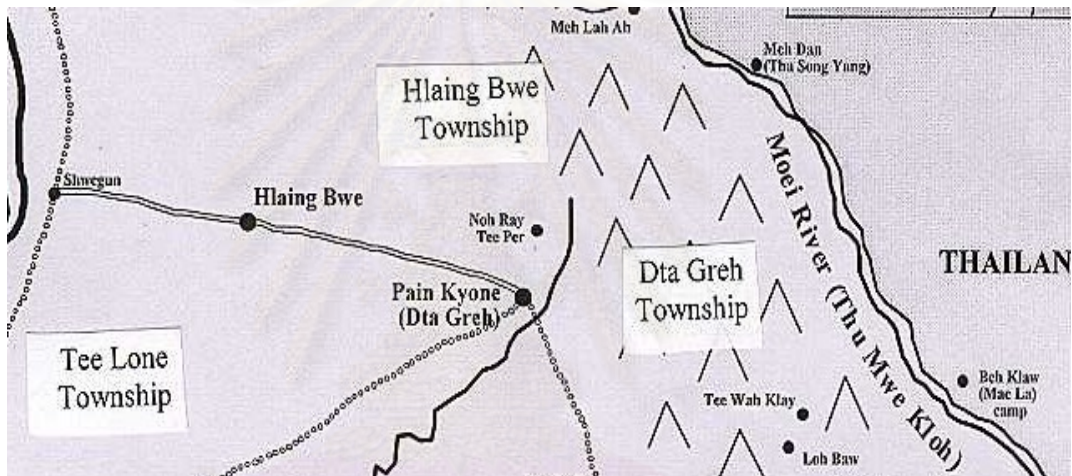 Meh Lah Ah
Meh Dan
(Tha Song Yang)
Hlaing Bwe
Township
Shwegun
Hlaing Bwe
Noh Ray
Tee Per
Moei River (Thu Mwe Kloh)
Dta Greh
Township
THAILAN
Pain Kyone
(Dta Greh)
Tee Lone
Township
Beh Klaw
(Mae La)
camp
Tee Wah Klay
Loh Baw